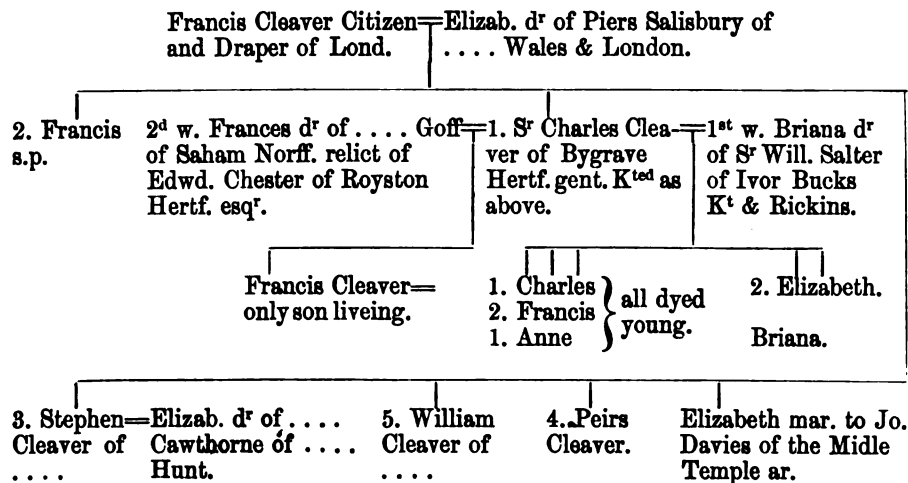 Francis Cleaver Citizen=Elizab. dʳ of Piers Salisbury of
and Draper of Lond. .... Wales & London.
2. Francis
s.p.
2ᵈ w. Frances dʳ of .... Goff=
of Saham Norff. relict of
Edwd. Chester of Royston
Hertf. esqʳ.
1. Sʳ Charles Clea-=
ver of Bygrave
Hertf. gent. Kᵗᵉᵈ as
above.
1ˢᵗ w. Briana dʳ
of Sʳ Will. Salter
of Ivor Bucks
Kᵗ & Rickins.
Francis Cleaver=
only son liveing.
1. Charles
2. Francis
1. Anne
} all dyed
young.
2. Elizabeth.
Briana.
3. Stephen=
Cleaver of
....
Elizab. dʳ of ....
Cawthorne of ....
Hunt.
5. William
Cleaver of
....
4. Peirs
Cleaver.
Elizabeth mar. to Jo.
Davies of the Midle
Temple ar.